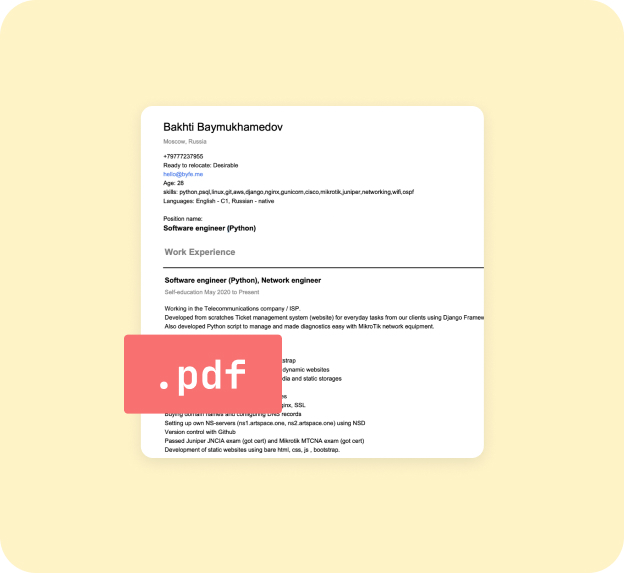 Bakhti Baymukhamedov
Moscow, Russia
+79777237955
Ready to relocate: Desirable
hello@byfe.me
Age: 28
skills: python,psql,linux,git,aws,django,nginx,gunicorn,cisco,mikrotik,juniper,networking,wifi,ospf
Languages: English - C1, Russian - native
Position name:
Software engineer (Python)
Work Experience
Software engineer (Python), Network engineer
Self-education May 2020 to Present
Working in the Telecommunications company / ISP.
Developed from scratches Ticket management system (website) for everyday tasks from our clients using Django Framew
Also developed Python script to manage and made diagnostics easy with MikroTik network equipment.
strap
dynamic websites
dia and static storages
.pdf
es
ginx, SSL
Buying domain names and configuring DNS records
Setting up own NS-servers (ns1.artspace.one, ns2.artspace.one) using NSD
Version control with Github
Passed Juniper JNCIA exam (got cert) and Mikrotik MTCNA exam (got cert)
Development of static websites using bare html, css, js , bootstrap.